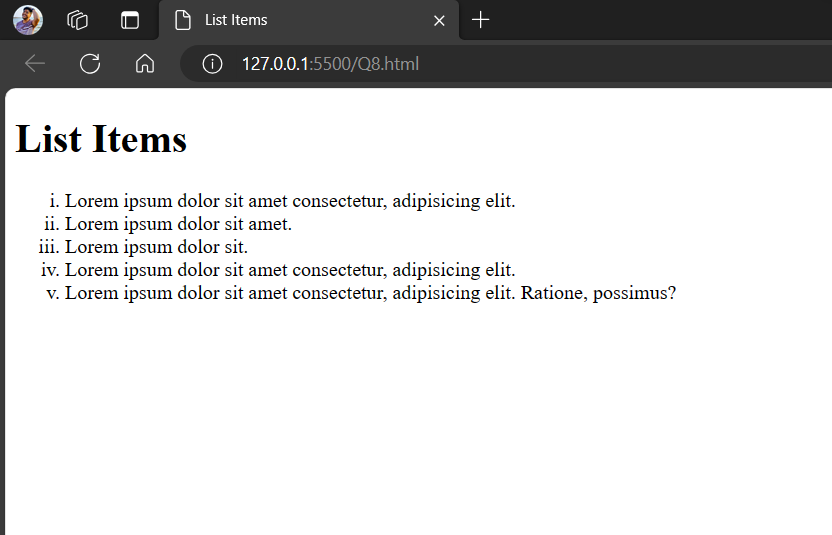 List Items
127.0.0.1:5500/Q8.html
List Items
i. Lorem ipsum dolor sit amet consectetur, adipisicing elit.
ii. Lorem ipsum dolor sit amet.
iii. Lorem ipsum dolor sit.
iv. Lorem ipsum dolor sit amet consectetur, adipisicing elit.
v. Lorem ipsum dolor sit amet consectetur, adipisicing elit. Ratione, possimus?